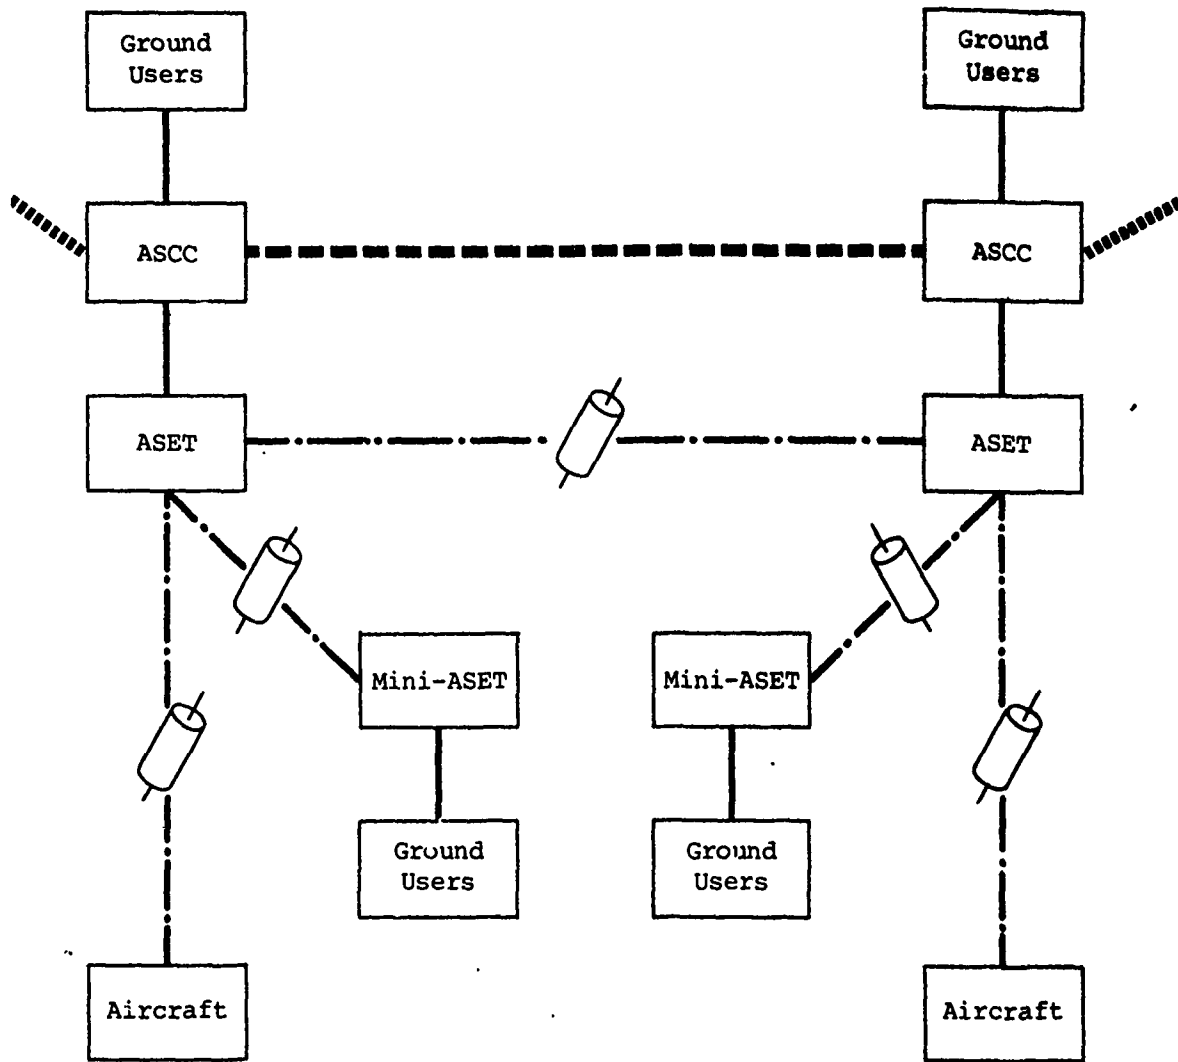 Ground
Users
Ground
Users
ASCC
ASCC
ASET
ASET
Mini-ASET
Mini-ASET
Ground
Users
Ground
Users
Aircraft
Aircraft